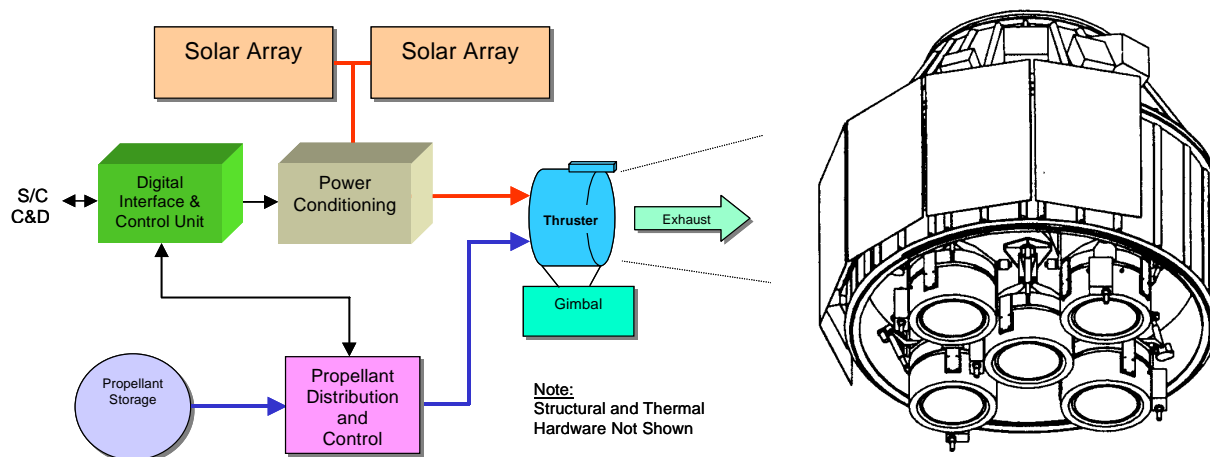 Solar Array
Solar Array
S/C
C&D
Digital
Interface &
Control Unit
Power
Conditioning
Thruster
Exhaust
Gimbal
Propellant
Storage
Propellant
Distribution
and
Control
Note:
Structural and Thermal
Hardware Not Shown